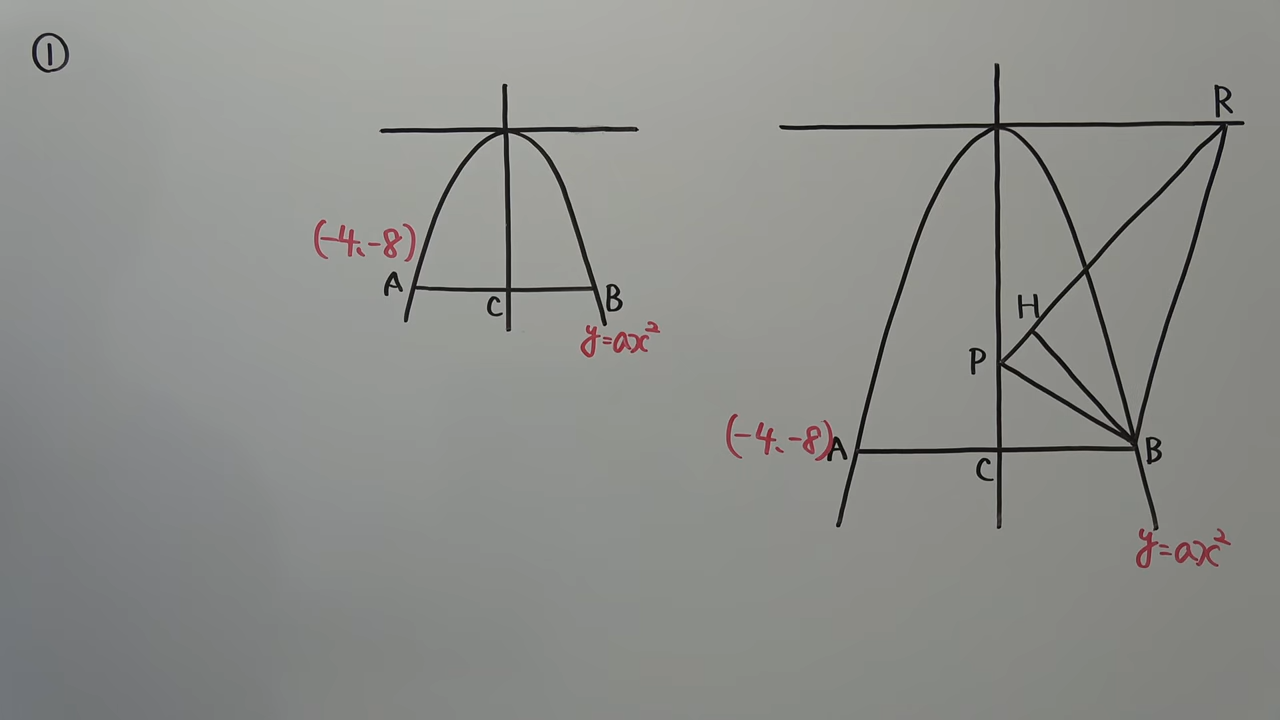 ①
(-4、-8)
A
C
B
y=ax²
R
H
P
(-4、-8)
A
C
B
y=ax²